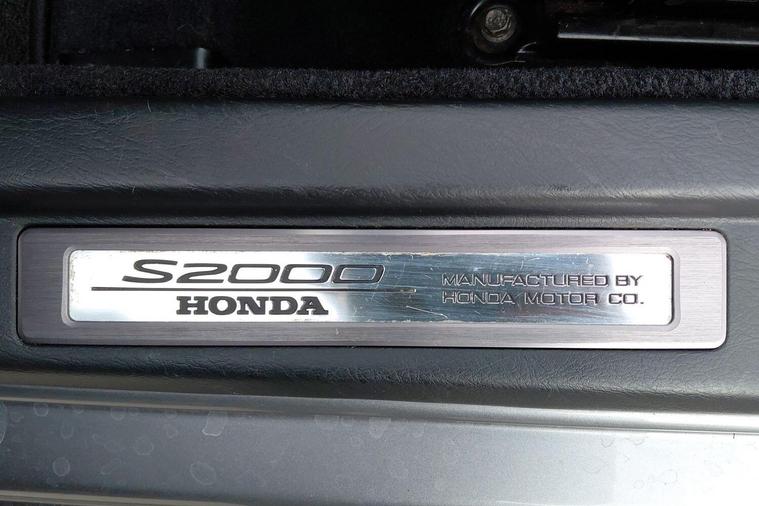 S2000
HONDA
MANUFACTURED BY
HONDA MOTOR CO.